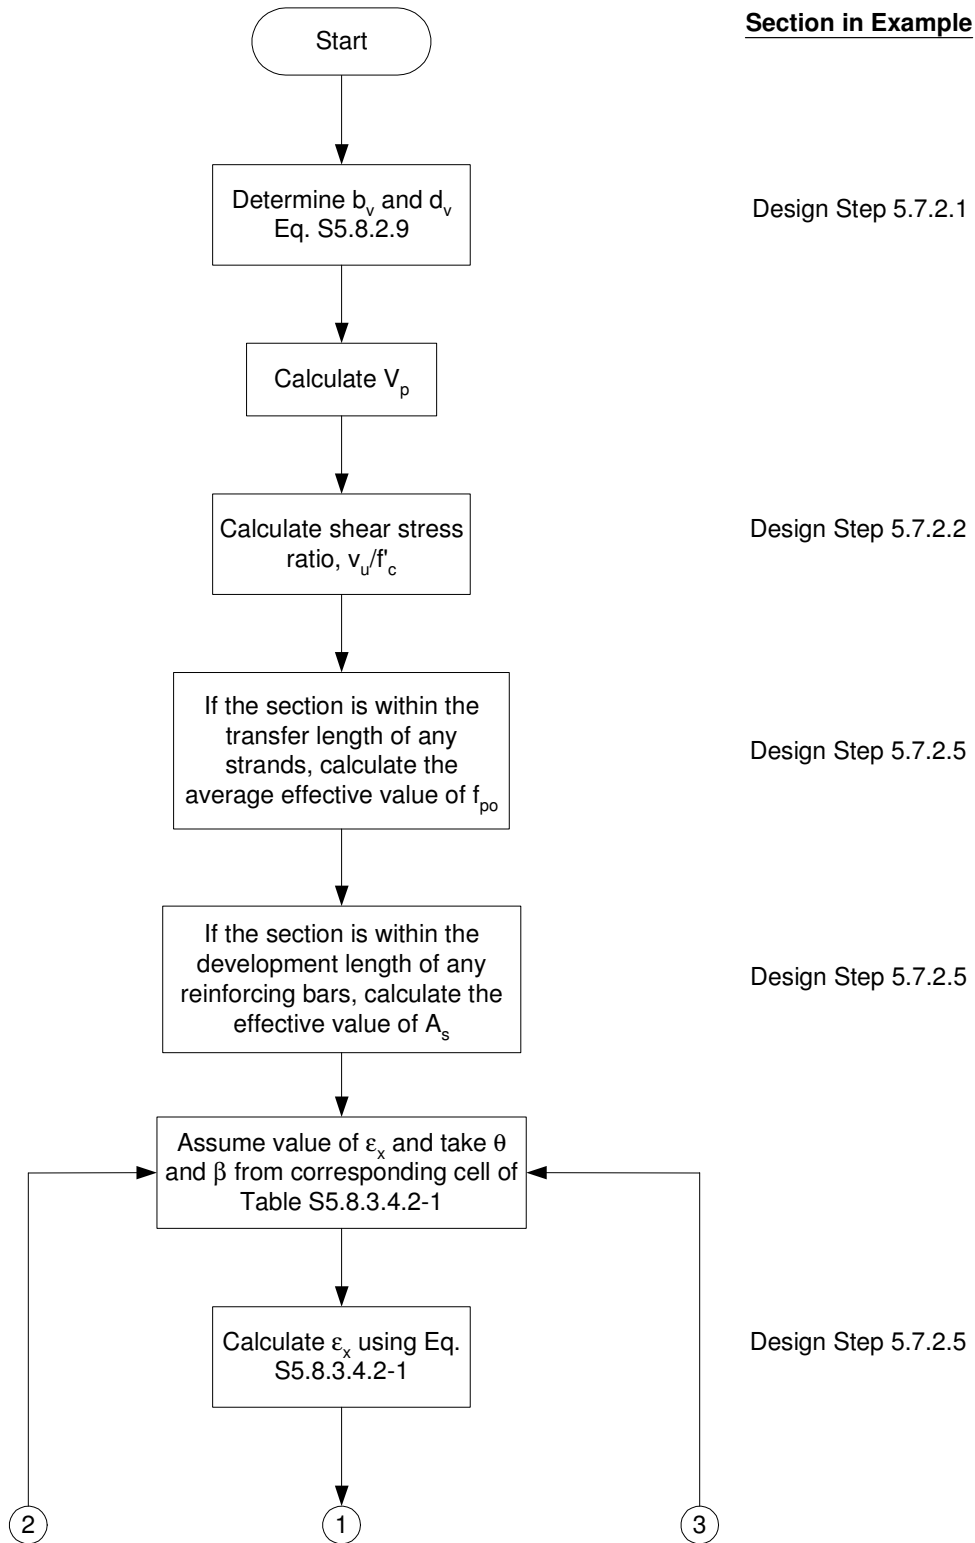 Section in Example
Start
Determine b_v and d_v
Eq. S5.8.2.9
Design Step 5.7.2.1
Calculate V_p
Calculate shear stress
ratio, v_u/f'_c
Design Step 5.7.2.2
If the section is within the
transfer length of any
strands, calculate the
average effective value of f_po
Design Step 5.7.2.5
If the section is within the
development length of any
reinforcing bars, calculate the
effective value of A_s
Design Step 5.7.2.5
Assume value of ε_x and take θ
and β from corresponding cell of
Table S5.8.3.4.2-1
Calculate ε_x using Eq.
S5.8.3.4.2-1
Design Step 5.7.2.5
2
1
3